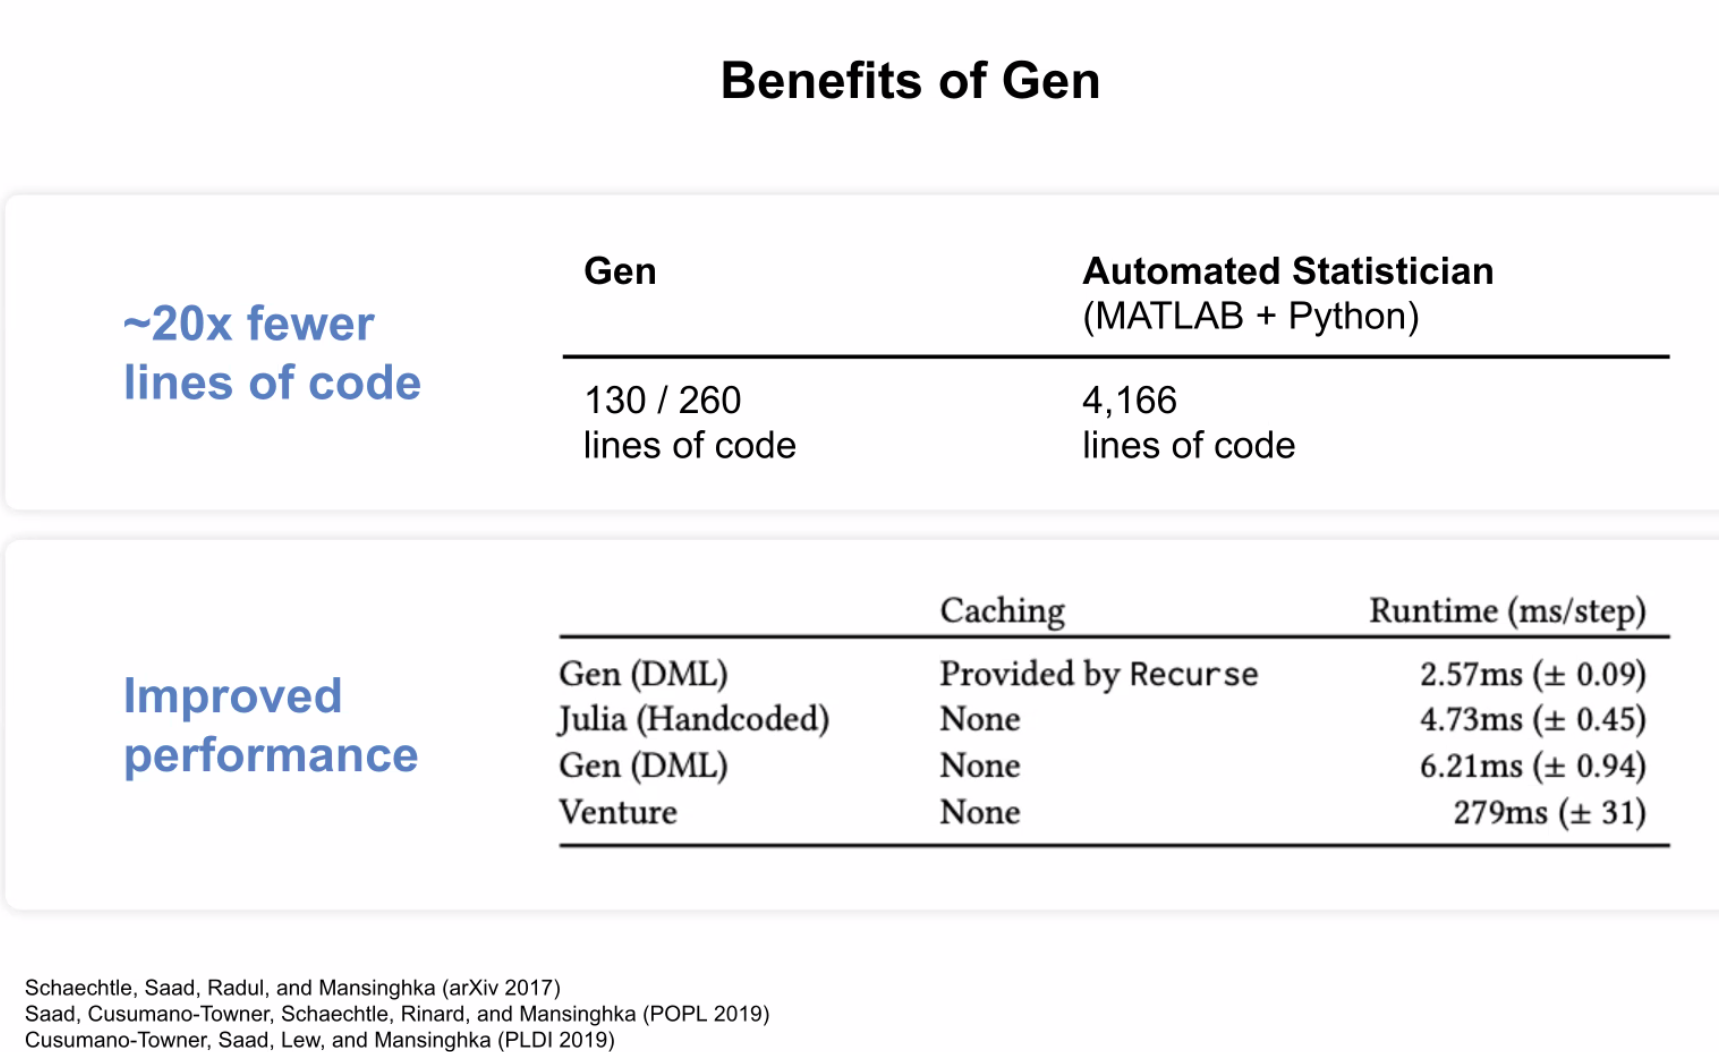 Benefits of Gen
~20x fewer
lines of code
Gen
Automated Statistician
(MATLAB + Python)
130 / 260
lines of code
4,166
lines of code
Improved
performance
Caching Runtime (ms/step)
Gen (DML) Provided by Recurse 2.57ms (± 0.09)
Julia (Handcoded) None 4.73ms (± 0.45)
Gen (DML) None 6.21ms (± 0.94)
Venture None 279ms (± 31)
Schaechtle, Saad, Radul, and Mansinghka (arXiv 2017)
Saad, Cusumano-Towner, Schaechtle, Rinard, and Mansinghka (POPL 2019)
Cusumano-Towner, Saad, Lew, and Mansinghka (PLDI 2019)